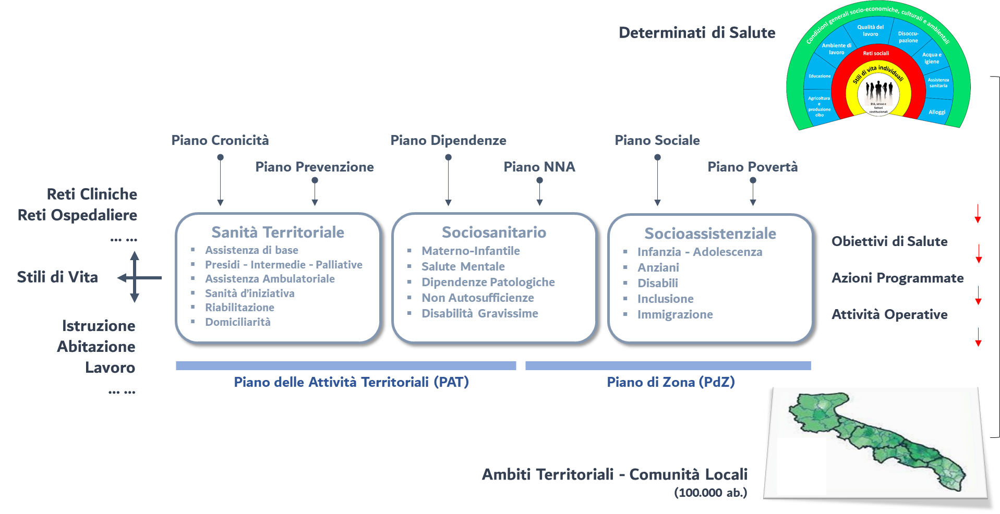 Determinati di Salute
Condizioni generali socio-economiche, culturali e ambientali
Qualità del
lavoro
Disoccu-
pazione
Ambiente di
lavoro
Acqua e
igiene
Reti sociali
Educazione
Stili di vita individuali
Assistenza
sanitaria
Agricoltura
e
produzione
cibo
Alloggi
Età, sesso e
fattori
costituzionali
Piano Cronicità
Piano Dipendenze
Piano Sociale
Piano Prevenzione
Piano NNA
Piano Povertà
Reti Cliniche
Reti Ospedaliere
... ...
Stili di Vita
Istruzione
Abitazione
Lavoro
... ...
Sanità Territoriale
▪ Assistenza di base
▪ Presidi - Intermedie - Palliative
▪ Assistenza Ambulatoriale
▪ Sanità d'iniziativa
▪ Riabilitazione
▪ Domiciliarità
Sociosanitario
▪ Materno-Infantile
▪ Salute Mentale
▪ Dipendenze Patologiche
▪ Non Autosufficienze
▪ Disabilità Gravissime
Socioassistenziale
▪ Infanzia - Adolescenza
▪ Anziani
▪ Disabili
▪ Inclusione
▪ Immigrazione
Obiettivi di Salute
Azioni Programmate
Attività Operative
Piano delle Attività Territoriali (PAT)
Piano di Zona (PdZ)
Ambiti Territoriali - Comunità Locali
(100.000 ab.)